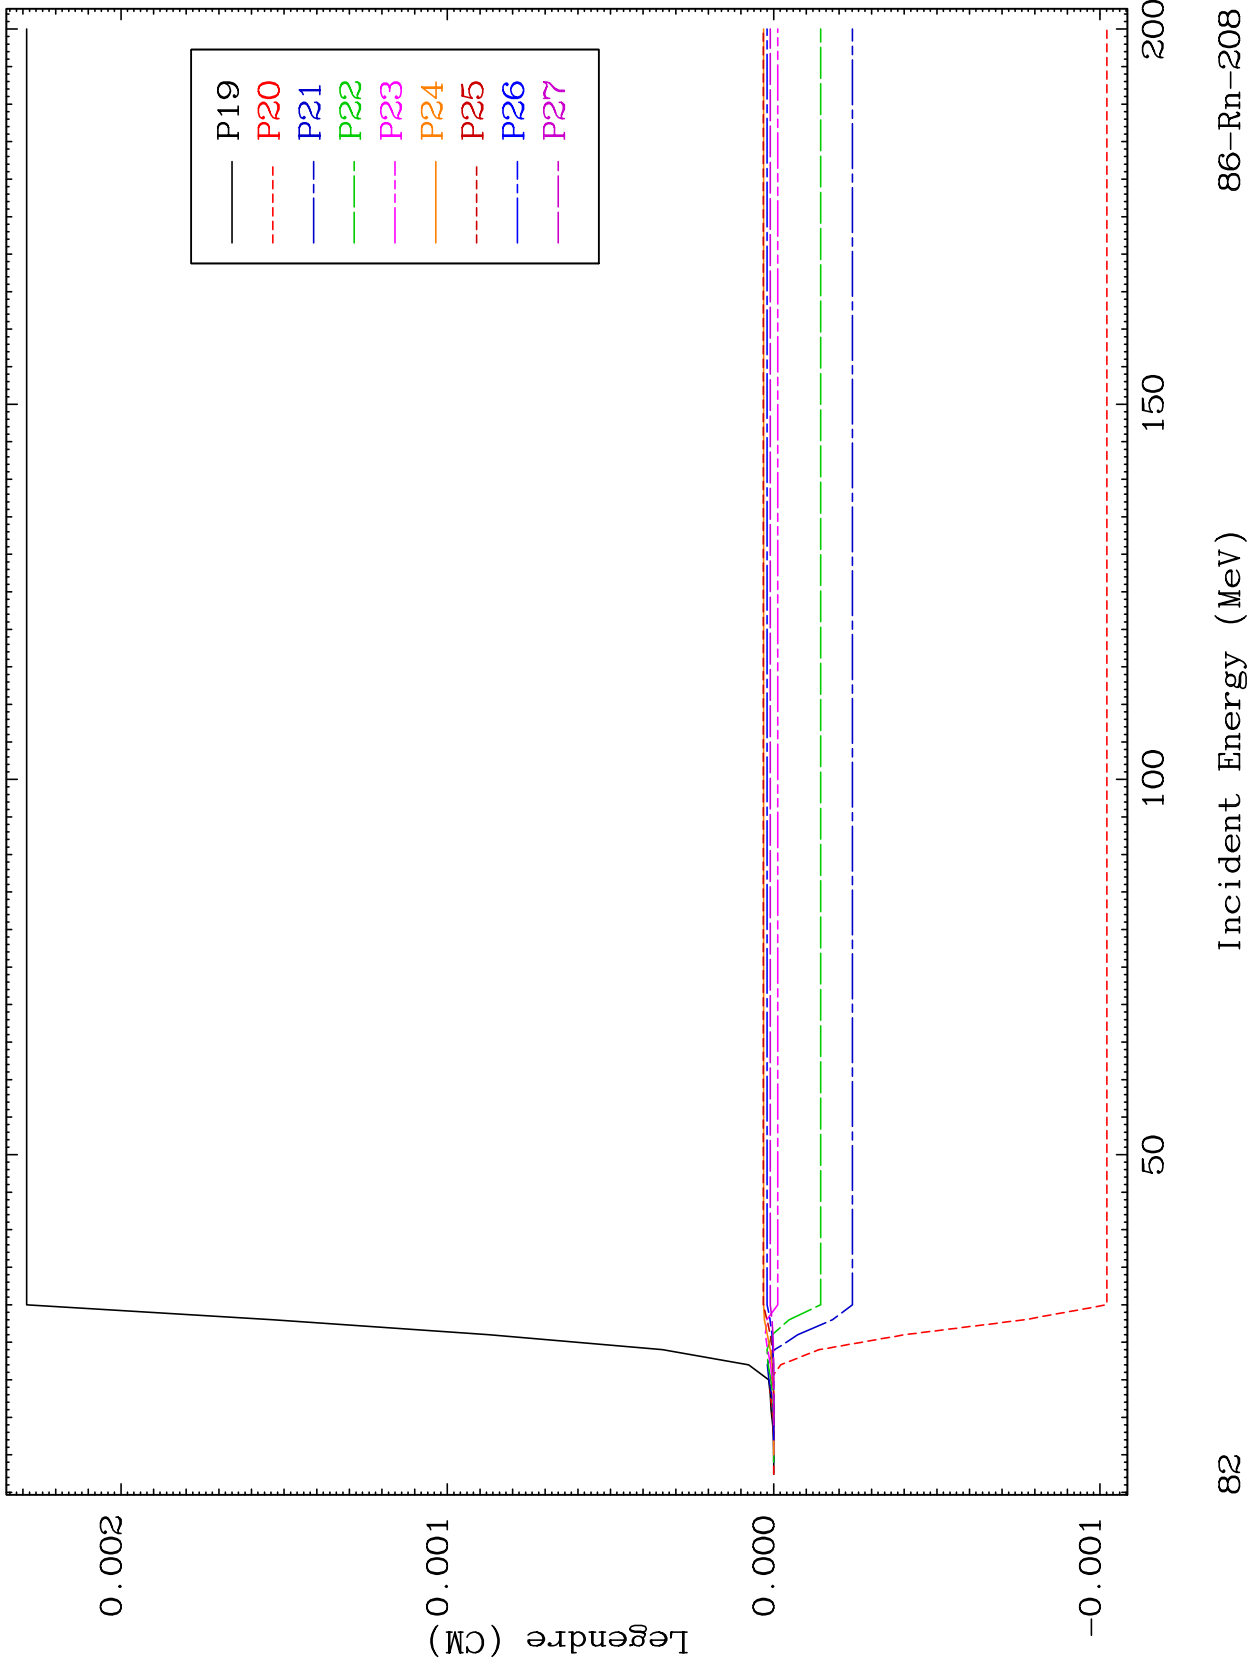 P19
P20
P21
P22
P23
P24
P25
P26
P27
0.002
0.001
0.000
-0.001
Legendre (CM)
50
100
150
200
Incident Energy (MeV)
82
86-Rn-208